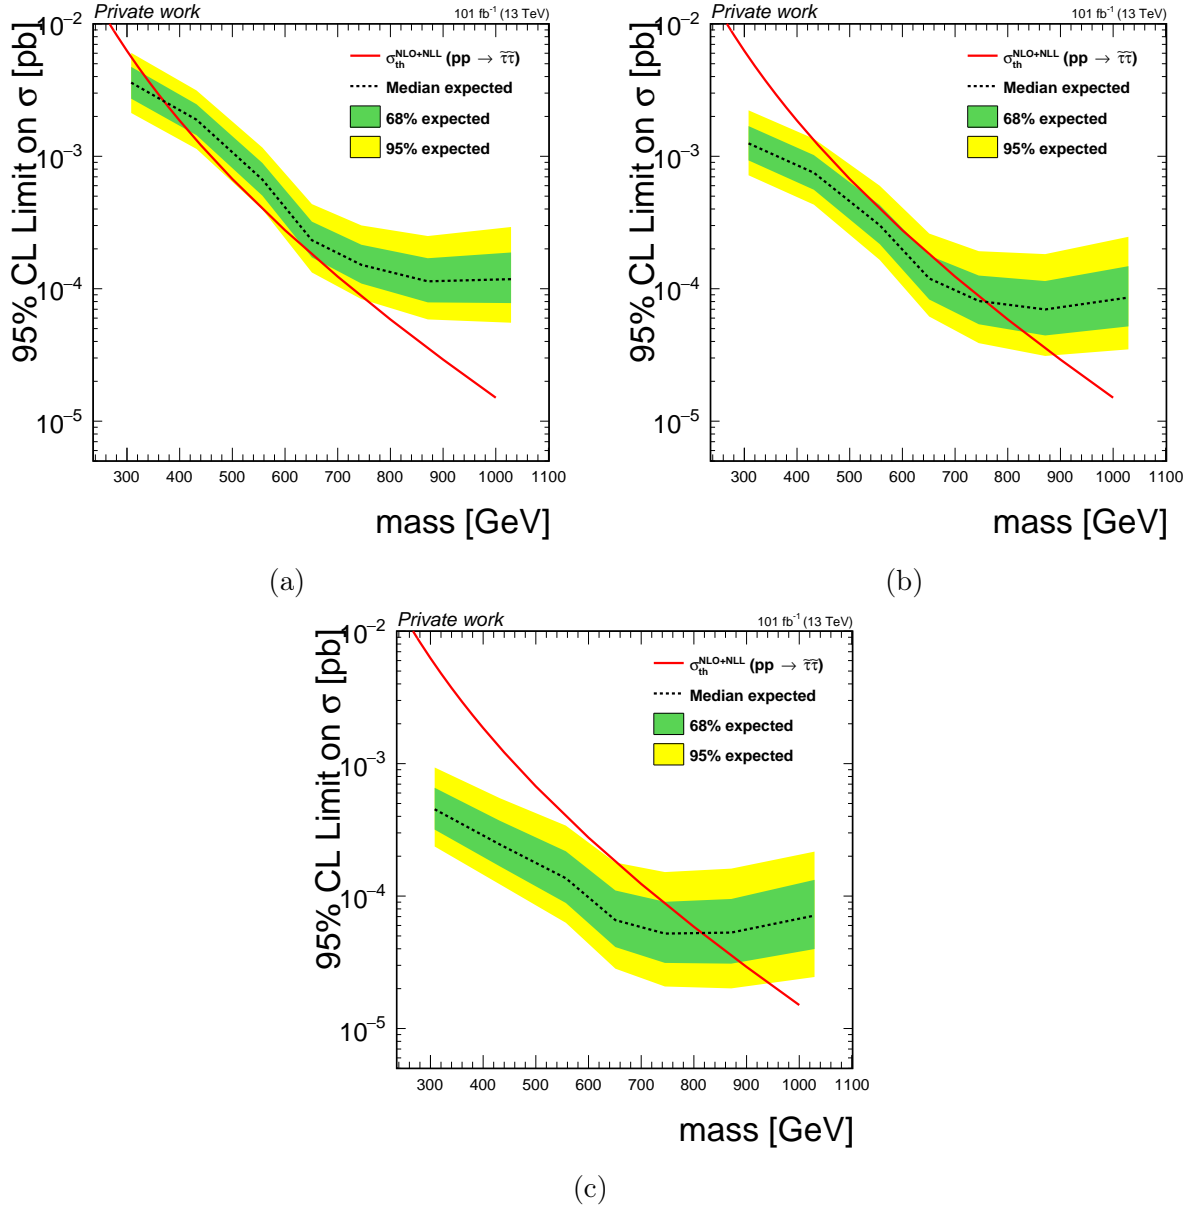 Private work
101 fb⁻¹ (13 TeV)
95% CL Limit on σ [pb]
10⁻²
10⁻³
10⁻⁴
10⁻⁵
σ_th^NLO+NLL (pp → τ̃τ̃)
Median expected
68% expected
95% expected
300 400 500 600 700 800 900 1000 1100
mass [GeV]
(a)
Private work
101 fb⁻¹ (13 TeV)
95% CL Limit on σ [pb]
10⁻²
10⁻³
10⁻⁴
10⁻⁵
σ_th^NLO+NLL (pp → τ̃τ̃)
Median expected
68% expected
95% expected
300 400 500 600 700 800 900 1000 1100
mass [GeV]
(b)
Private work
101 fb⁻¹ (13 TeV)
95% CL Limit on σ [pb]
10⁻²
10⁻³
10⁻⁴
10⁻⁵
σ_th^NLO+NLL (pp → τ̃τ̃)
Median expected
68% expected
95% expected
300 400 500 600 700 800 900 1000 1100
mass [GeV]
(c)